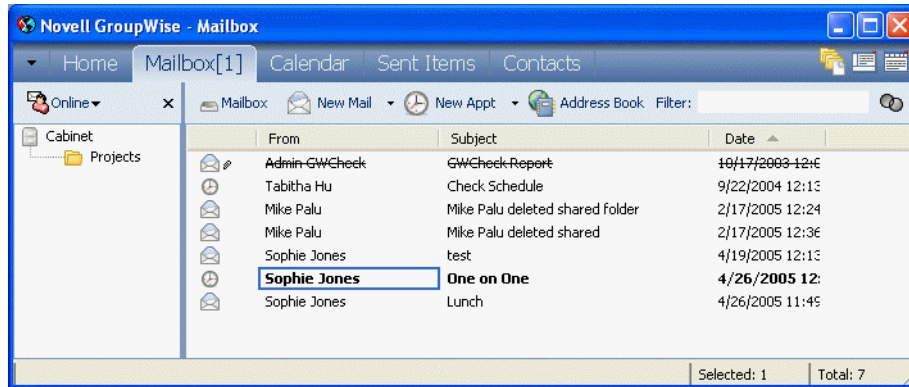 Novell GroupWise - Mailbox
Home Mailbox[1] Calendar Sent Items Contacts
Online Mailbox New Mail New Appt Address Book Filter:
Cabinet
Projects
From Subject Date
Admin GWCheck GWCheck Report 10/17/2003 12:
Tabitha Hu Check Schedule 9/22/2004 12:13
Mike Palu Mike Palu deleted shared folder 2/17/2005 12:24
Mike Palu Mike Palu deleted shared 2/17/2005 12:36
Sophie Jones test 4/19/2005 12:13
Sophie Jones One on One 4/26/2005 12:
Sophie Jones Lunch 4/26/2005 11:49
Selected: 1 Total: 7